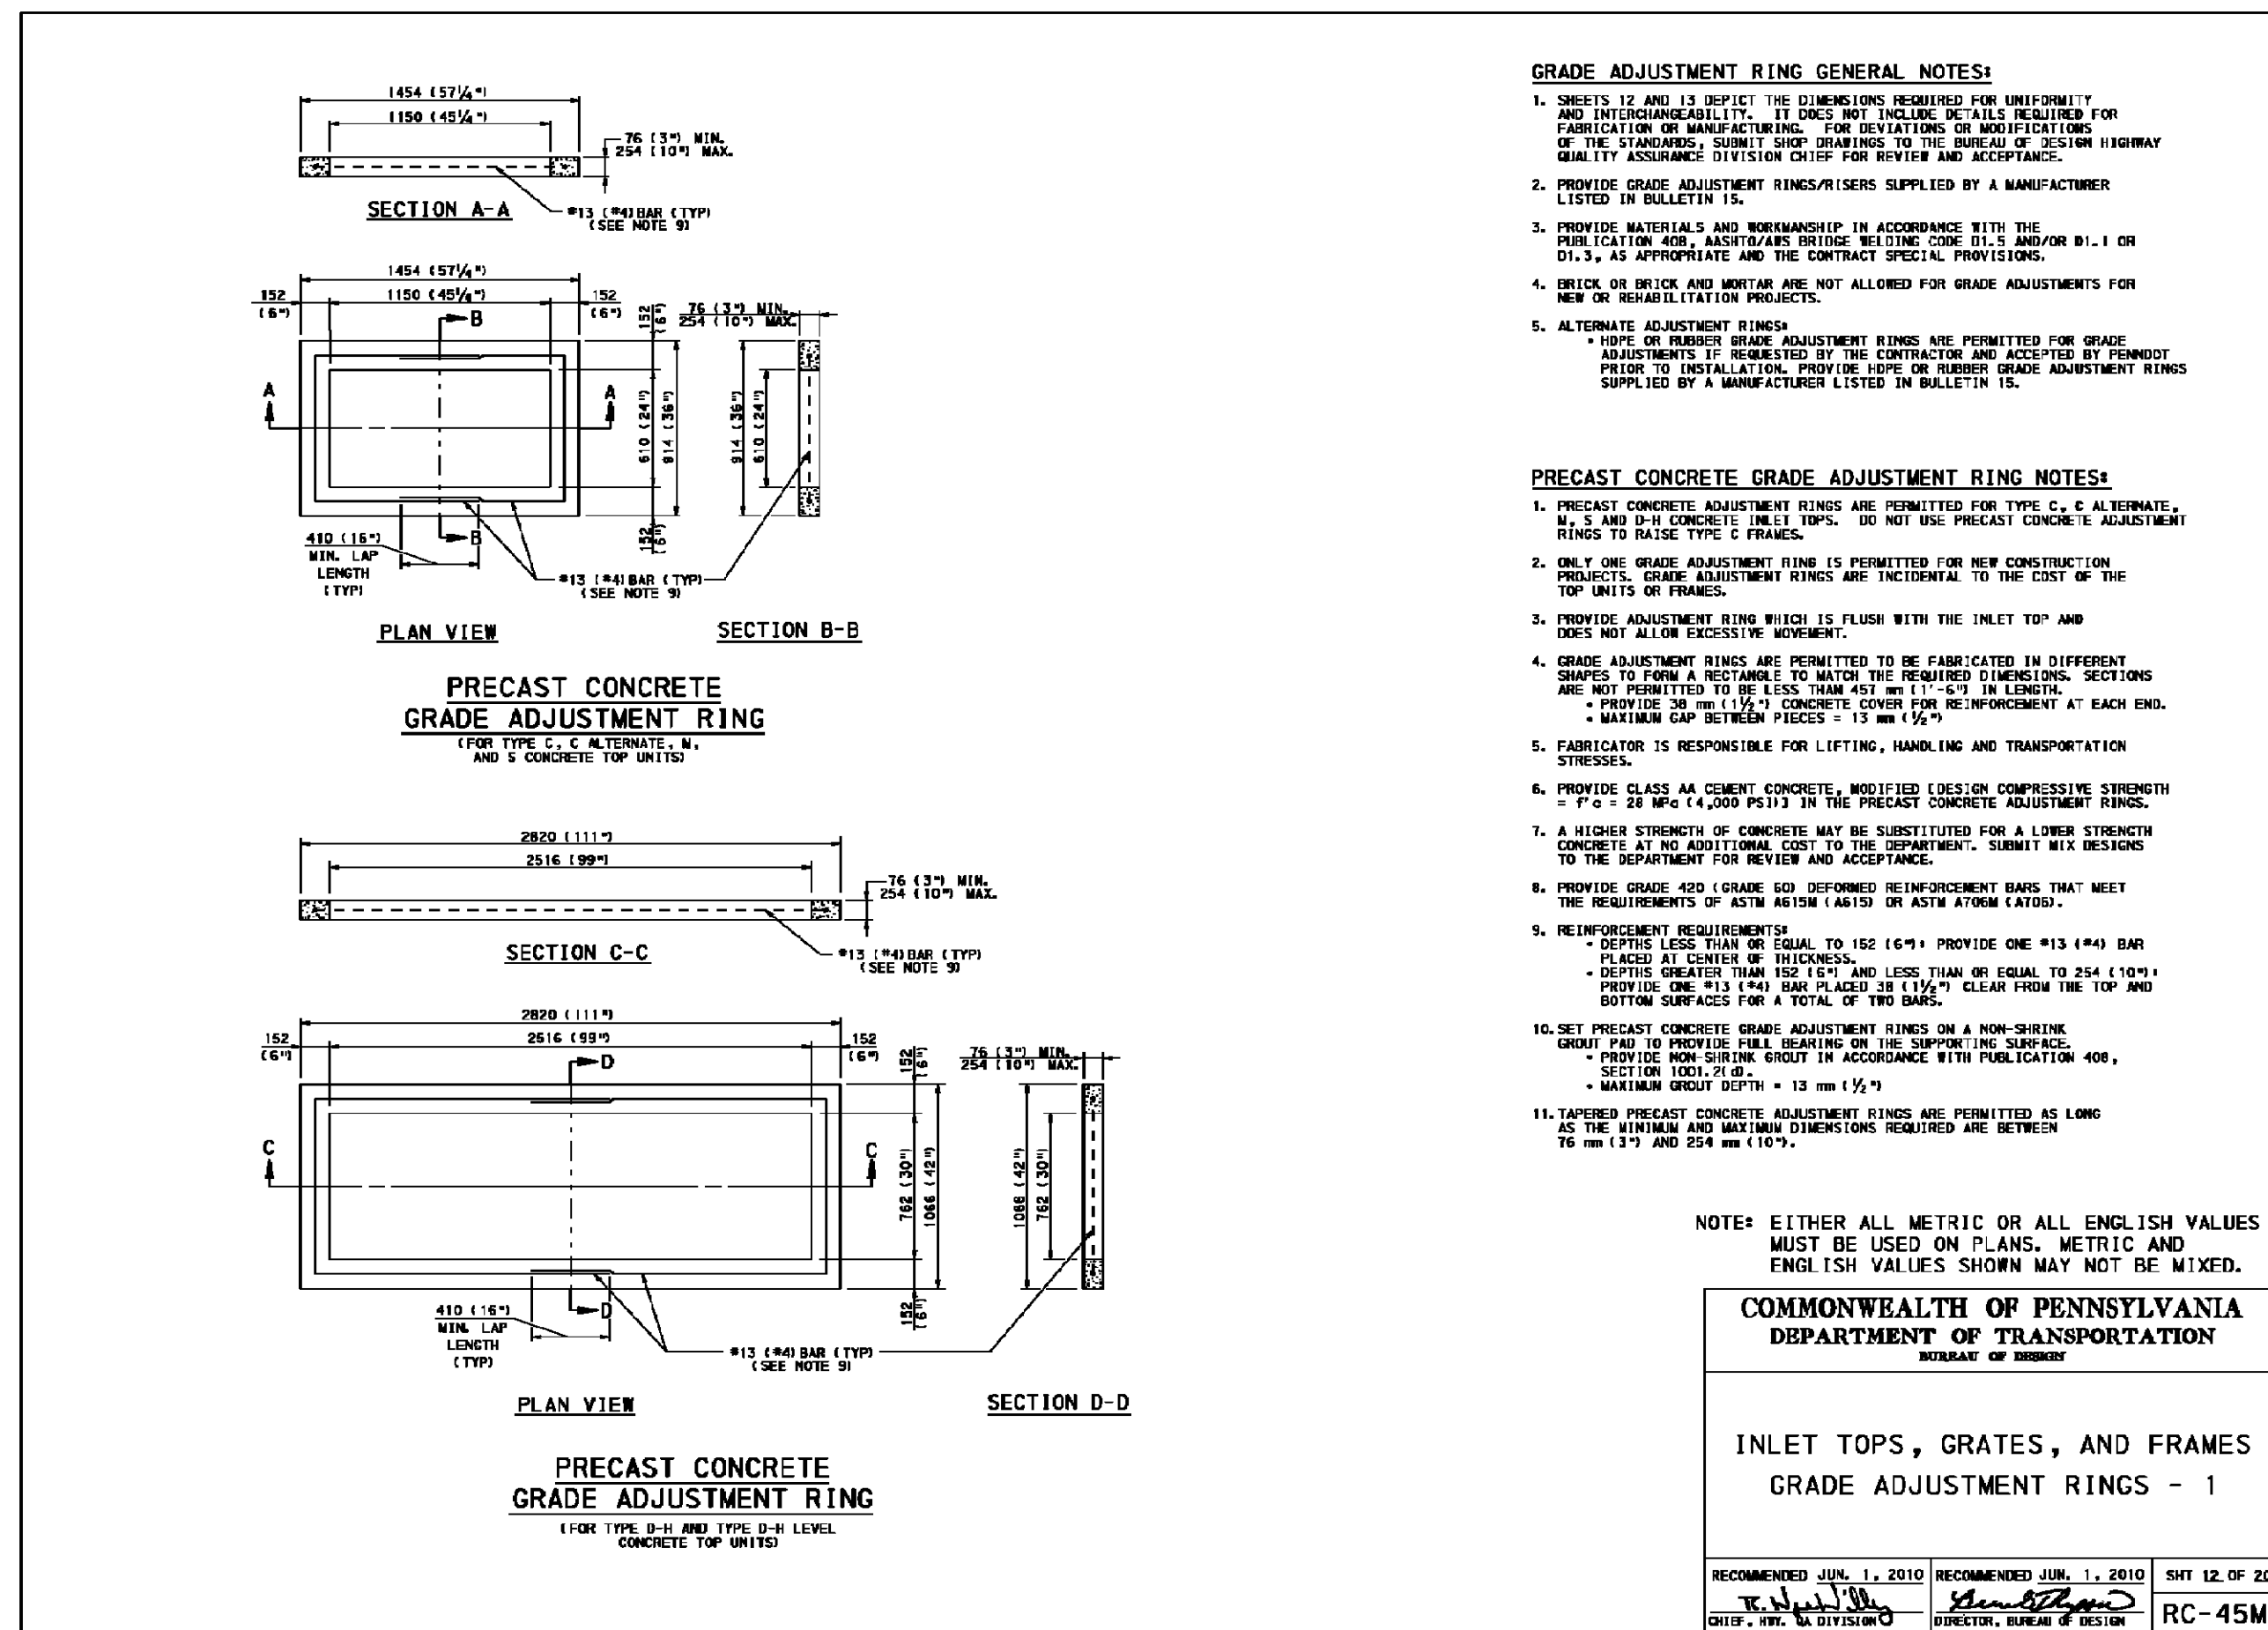 1454 (57¼")
1150 (45¼")
76 (3") MIN.
254 (10") MAX.
SECTION A-A
#13 (#4) BAR (TYP)
(SEE NOTE 9)
1454 (57¼")
152
(6")
1150 (45¼")
152
(6")
B
152
(6")
76 (3") MIN.
254 (10") MAX.
A
A
610 (24")
914 (36")
914 (36")
610 (24")
152
(6")
B
410 (16")
MIN. LAP
LENGTH
(TYP)
#13 (#4) BAR (TYP)
(SEE NOTE 9)
PLAN VIEW
SECTION B-B
PRECAST CONCRETE
GRADE ADJUSTMENT RING
(FOR TYPE C, C ALTERNATE, M,
AND S CONCRETE TOP UNITS)
2820 (111")
2516 (99")
76 (3") MIN.
254 (10") MAX.
SECTION C-C
#13 (#4) BAR (TYP)
(SEE NOTE 9)
2820 (111")
152
(6")
2516 (99")
152
(6")
D
152
(6")
76 (3") MIN.
254 (10") MAX.
C
C
762 (30")
1066 (42")
1066 (42")
762 (30")
152
(6")
D
410 (16")
MIN. LAP
LENGTH
(TYP)
#13 (#4) BAR (TYP)
(SEE NOTE 9)
PLAN VIEW
SECTION D-D
PRECAST CONCRETE
GRADE ADJUSTMENT RING
(FOR TYPE D-H AND TYPE D-H LEVEL
CONCRETE TOP UNITS)
GRADE ADJUSTMENT RING GENERAL NOTES:
1. SHEETS 12 AND 13 DEPICT THE DIMENSIONS REQUIRED FOR UNIFORMITY
AND INTERCHANGEABILITY. IT DOES NOT INCLUDE DETAILS REQUIRED FOR
FABRICATION OR MANUFACTURING. FOR DEVIATIONS OR MODIFICATIONS
OF THE STANDARDS, SUBMIT SHOP DRAWINGS TO THE BUREAU OF DESIGN HIGHWAY
QUALITY ASSURANCE DIVISION CHIEF FOR REVIEW AND ACCEPTANCE.
2. PROVIDE GRADE ADJUSTMENT RINGS/RISERS SUPPLIED BY A MANUFACTURER
LISTED IN BULLETIN 15.
3. PROVIDE MATERIALS AND WORKMANSHIP IN ACCORDANCE WITH THE
PUBLICATION 408, AASHTO/AWS BRIDGE WELDING CODE D1.5 AND/OR D1.1 OR
D1.3, AS APPROPRIATE AND THE CONTRACT SPECIAL PROVISIONS.
4. BRICK OR BRICK AND MORTAR ARE NOT ALLOWED FOR GRADE ADJUSTMENTS FOR
NEW OR REHABILITATION PROJECTS.
5. ALTERNATE ADJUSTMENT RINGS:
• HDPE OR RUBBER GRADE ADJUSTMENT RINGS ARE PERMITTED FOR GRADE
ADJUSTMENTS IF REQUESTED BY THE CONTRACTOR AND ACCEPTED BY PENNDOT
PRIOR TO INSTALLATION. PROVIDE HDPE OR RUBBER GRADE ADJUSTMENT RINGS
SUPPLIED BY A MANUFACTURER LISTED IN BULLETIN 15.
PRECAST CONCRETE GRADE ADJUSTMENT RING NOTES:
1. PRECAST CONCRETE ADJUSTMENT RINGS ARE PERMITTED FOR TYPE C, C ALTERNATE,
M, S AND D-H CONCRETE INLET TOPS. DO NOT USE PRECAST CONCRETE ADJUSTMENT
RINGS TO RAISE TYPE C FRAMES.
2. ONLY ONE GRADE ADJUSTMENT RING IS PERMITTED FOR NEW CONSTRUCTION
PROJECTS. GRADE ADJUSTMENT RINGS ARE INCIDENTAL TO THE COST OF THE
TOP UNITS OR FRAMES.
3. PROVIDE ADJUSTMENT RING WHICH IS FLUSH WITH THE INLET TOP AND
DOES NOT ALLOW EXCESSIVE MOVEMENT.
4. GRADE ADJUSTMENT RINGS ARE PERMITTED TO BE FABRICATED IN DIFFERENT
SHAPES TO FORM A RECTANGLE TO MATCH THE REQUIRED DIMENSIONS. SECTIONS
ARE NOT PERMITTED TO BE LESS THAN 457 mm (1'-6") IN LENGTH.
• PROVIDE 38 mm (1½") CONCRETE COVER FOR REINFORCEMENT AT EACH END.
• MAXIMUM GAP BETWEEN PIECES = 13 mm (½")
5. FABRICATOR IS RESPONSIBLE FOR LIFTING, HANDLING AND TRANSPORTATION
STRESSES.
6. PROVIDE CLASS AA CEMENT CONCRETE, MODIFIED [DESIGN COMPRESSIVE STRENGTH
= f'c = 28 MPa (4,000 PSI)] IN THE PRECAST CONCRETE ADJUSTMENT RINGS.
7. A HIGHER STRENGTH OF CONCRETE MAY BE SUBSTITUTED FOR A LOWER STRENGTH
CONCRETE AT NO ADDITIONAL COST TO THE DEPARTMENT. SUBMIT MIX DESIGNS
TO THE DEPARTMENT FOR REVIEW AND ACCEPTANCE.
8. PROVIDE GRADE 420 (GRADE 60) DEFORMED REINFORCEMENT BARS THAT MEET
THE REQUIREMENTS OF ASTM A615M (A615) OR ASTM A706M (A706).
9. REINFORCEMENT REQUIREMENTS:
• DEPTHS LESS THAN OR EQUAL TO 152 (6"): PROVIDE ONE #13 (#4) BAR
PLACED AT CENTER OF THICKNESS.
• DEPTHS GREATER THAN 152 (6") AND LESS THAN OR EQUAL TO 254 (10"):
PROVIDE ONE #13 (#4) BAR PLACED 38 (1½") CLEAR FROM THE TOP AND
BOTTOM SURFACES FOR A TOTAL OF TWO BARS.
10. SET PRECAST CONCRETE GRADE ADJUSTMENT RINGS ON A NON-SHRINK
GROUT PAD TO PROVIDE FULL BEARING ON THE SUPPORTING SURFACE.
• PROVIDE NON-SHRINK GROUT IN ACCORDANCE WITH PUBLICATION 408,
SECTION 1001.2(d).
• MAXIMUM GROUT DEPTH = 13 mm (½")
11. TAPERED PRECAST CONCRETE ADJUSTMENT RINGS ARE PERMITTED AS LONG
AS THE MINIMUM AND MAXIMUM DIMENSIONS REQUIRED ARE BETWEEN
76 mm (3") AND 254 mm (10").
NOTE: EITHER ALL METRIC OR ALL ENGLISH VALUES
MUST BE USED ON PLANS. METRIC AND
ENGLISH VALUES SHOWN MAY NOT BE MIXED.
COMMONWEALTH OF PENNSYLVANIA
DEPARTMENT OF TRANSPORTATION
BUREAU OF DESIGN
INLET TOPS, GRATES, AND FRAMES
GRADE ADJUSTMENT RINGS - 1
RECOMMENDED JUN. 1, 2010
CHIEF, HWY. QA DIVISION
RECOMMENDED JUN. 1, 2010
DIRECTOR, BUREAU OF DESIGN
SHT 12 OF 20
RC-45M